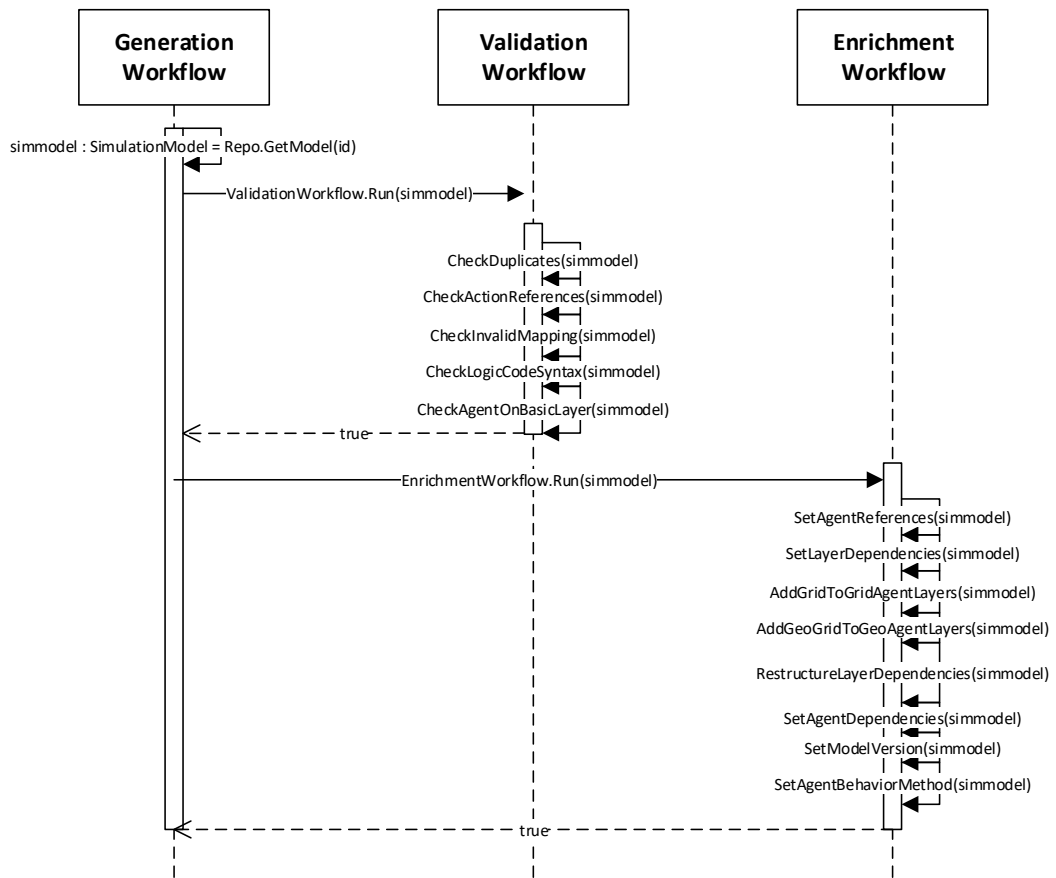 Generation
Workflow
Validation
Workflow
Enrichment
Workflow
simmodel : SimulationModel = Repo.GetModel(id)
ValidationWorkflow.Run(simmodel)
CheckDuplicates(simmodel)
CheckActionReferences(simmodel)
CheckInvalidMapping(simmodel)
CheckLogicCodeSyntax(simmodel)
CheckAgentOnBasicLayer(simmodel)
true
EnrichmentWorkflow.Run(simmodel)
SetAgentReferences(simmodel)
SetLayerDependencies(simmodel)
AddGridToGridAgentLayers(simmodel)
AddGeoGridToGeoAgentLayers(simmodel)
RestructureLayerDependencies(simmodel)
SetAgentDependencies(simmodel)
SetModelVersion(simmodel)
SetAgentBehaviorMethod(simmodel)
true